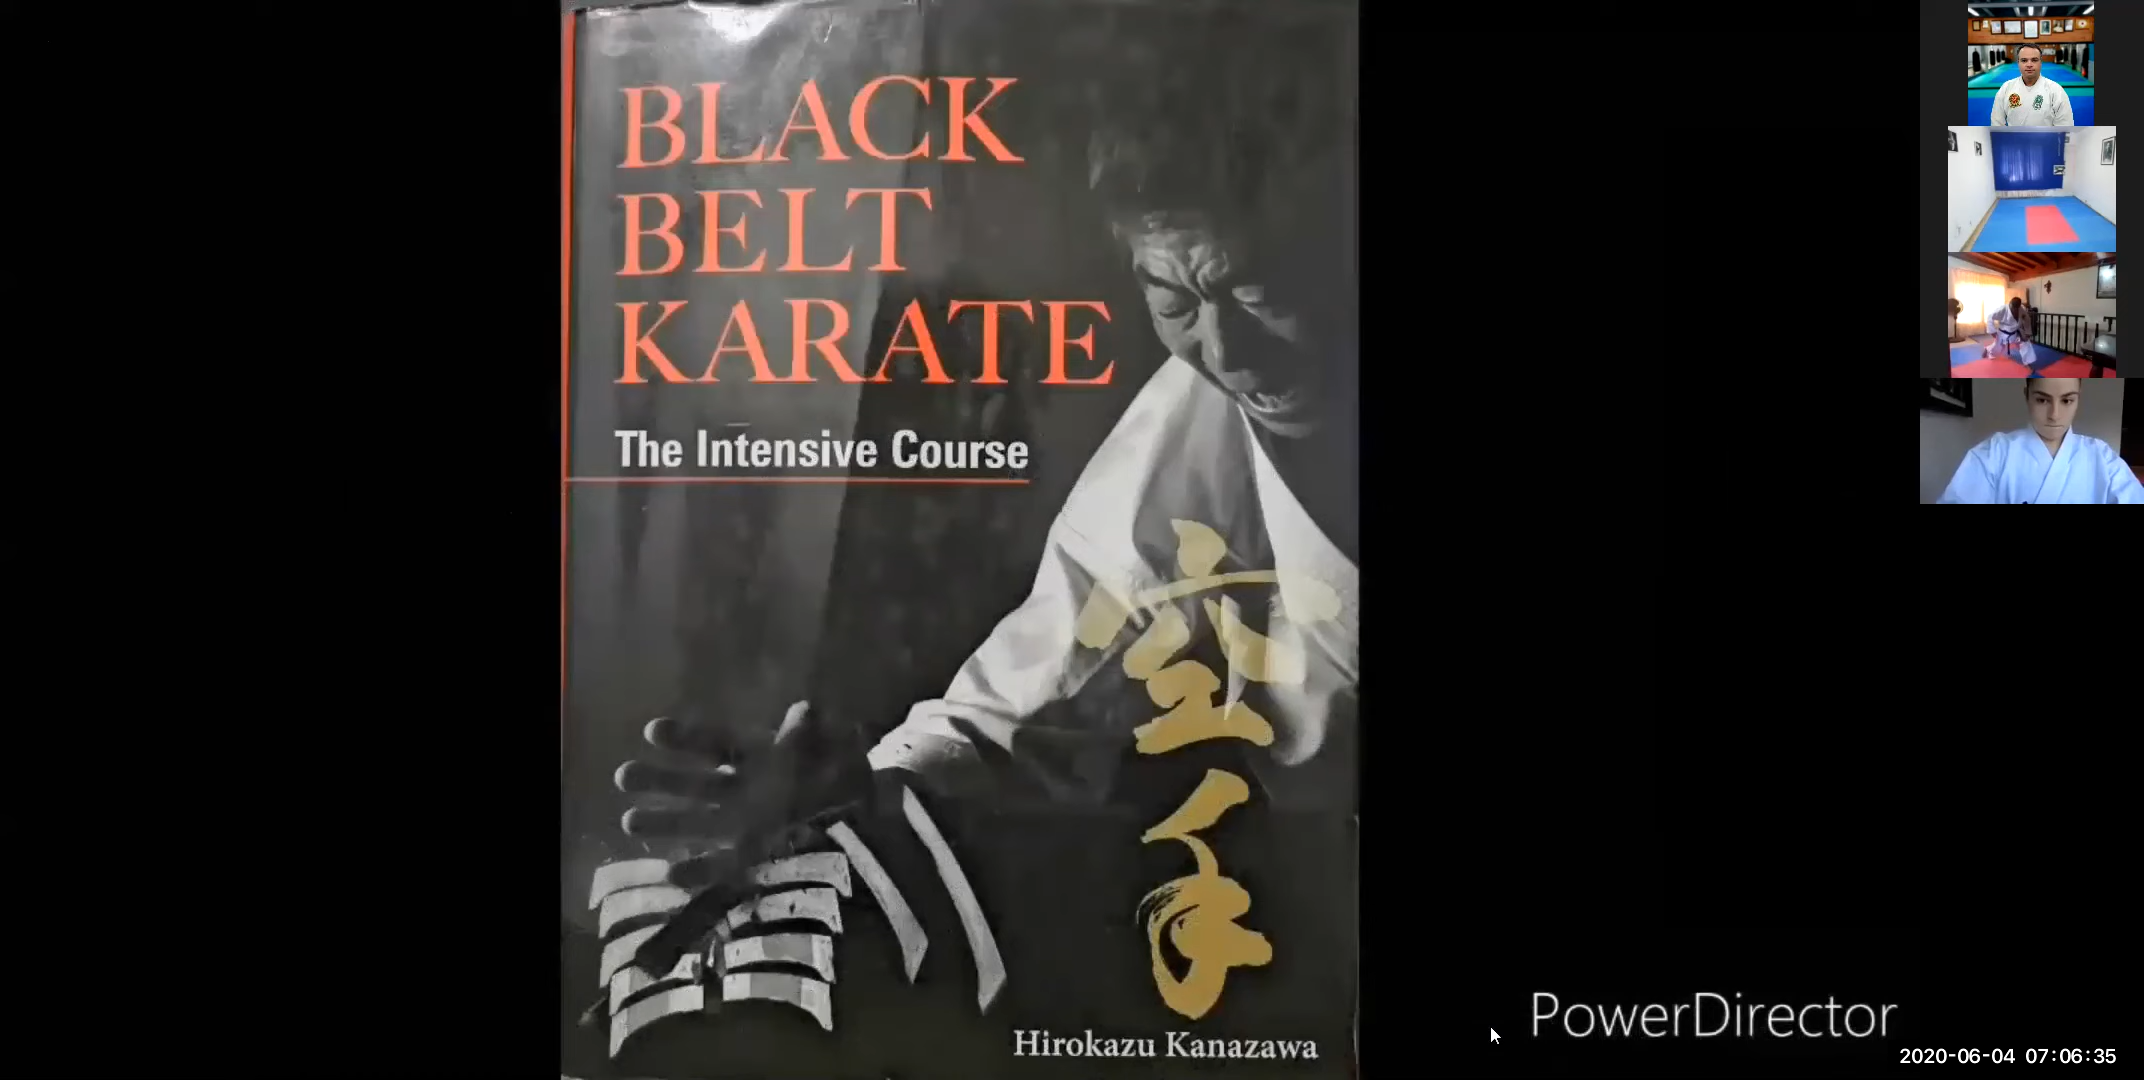 BLACK
BELT
KARATE
The Intensive Course
空
手
Hirokazu Kanazawa
PowerDirector
2020-06-04 07:06:35